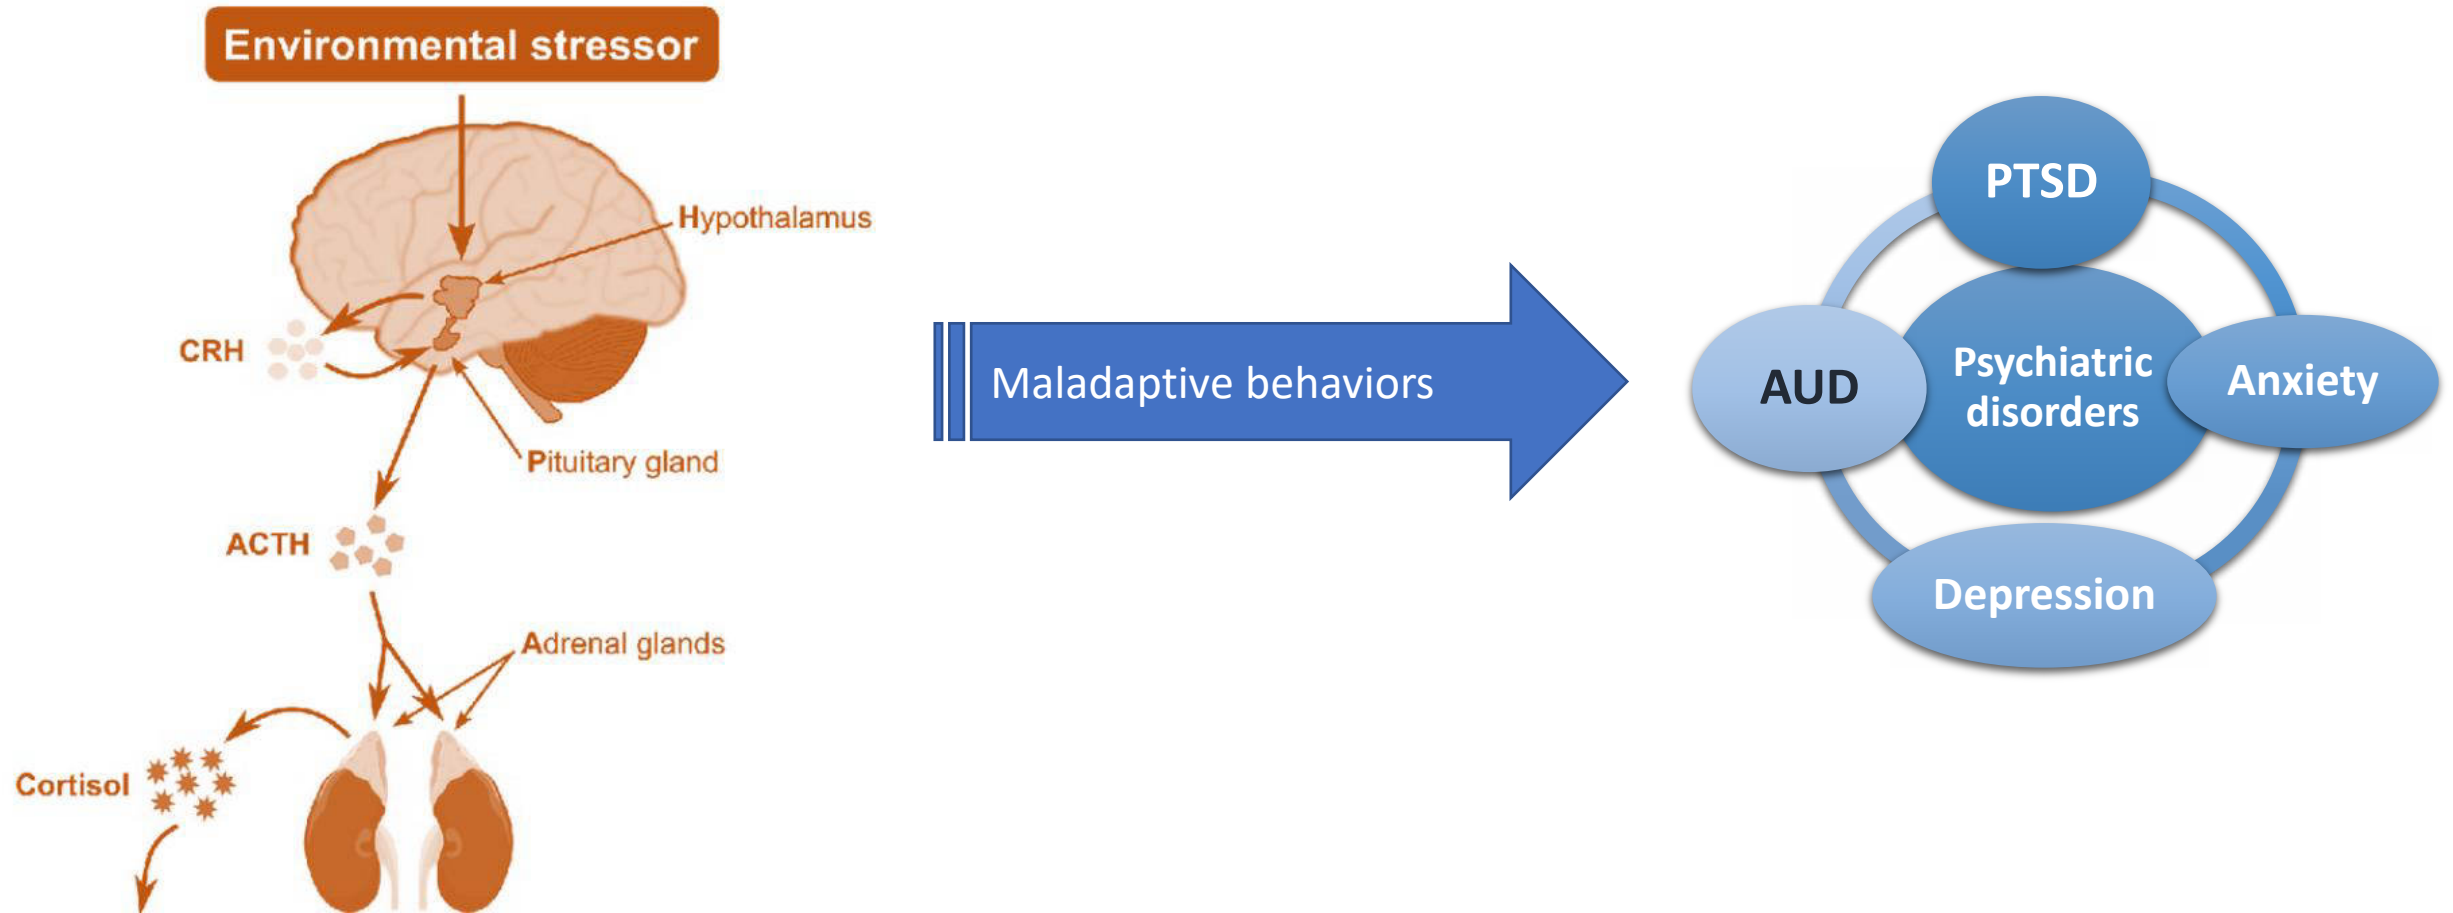 Environmental stressor
Hypothalamus
CRH
Pituitary gland
ACTH
Adrenal glands
Cortisol
Maladaptive behaviors
PTSD
AUD
Psychiatric
disorders
Anxiety
Depression